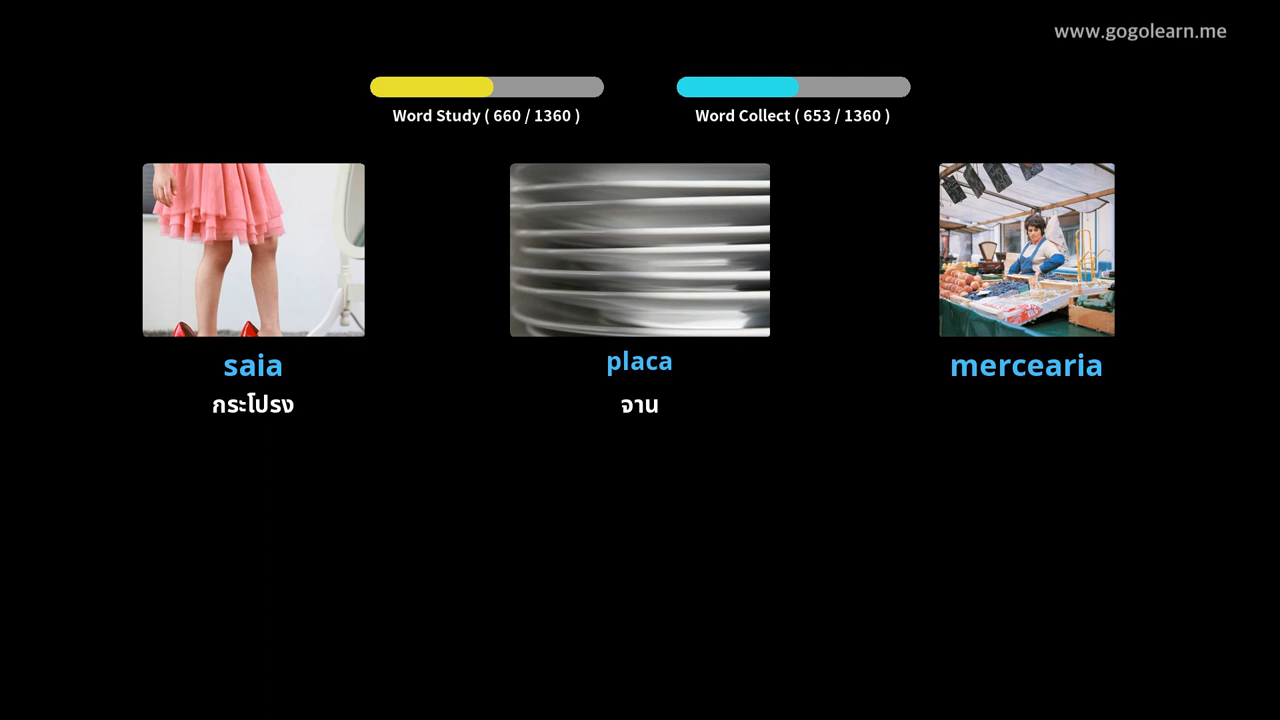 www.gogolearn.me
Word Study ( 660 / 1360 )
Word Collect ( 653 / 1360 )
saia
placa
mercearia
กระโปรง
จาน